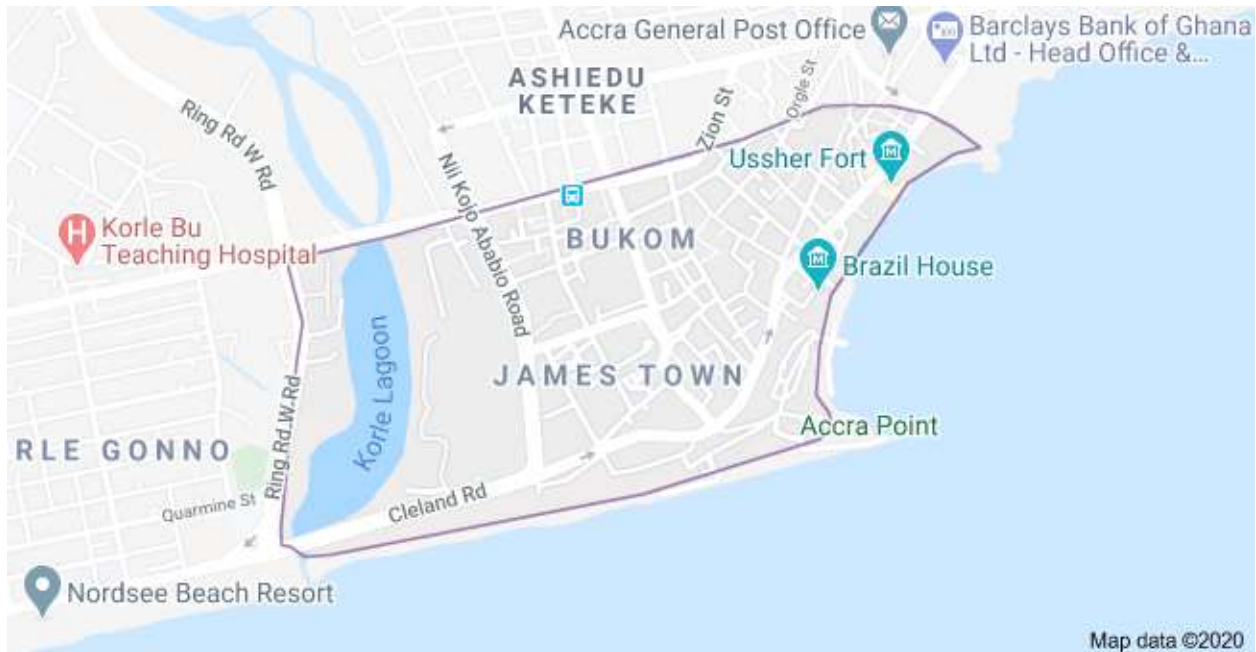 Accra General Post Office
Barclays Bank of Ghana
Ltd - Head Office &...
ASHIEDU
KETEKE
Orgle St
Zion St
Ring Rd W Rd
Ussher Fort
Nii Kojo Ababio Road
Korle Bu
Teaching Hospital
BUKOM
Brazil House
JAMES TOWN
Korle Lagoon
Ring Rd W Rd
Accra Point
RLE GONNO
Cleland Rd
Quarmine St
Nordsee Beach Resort
Map data ©2020